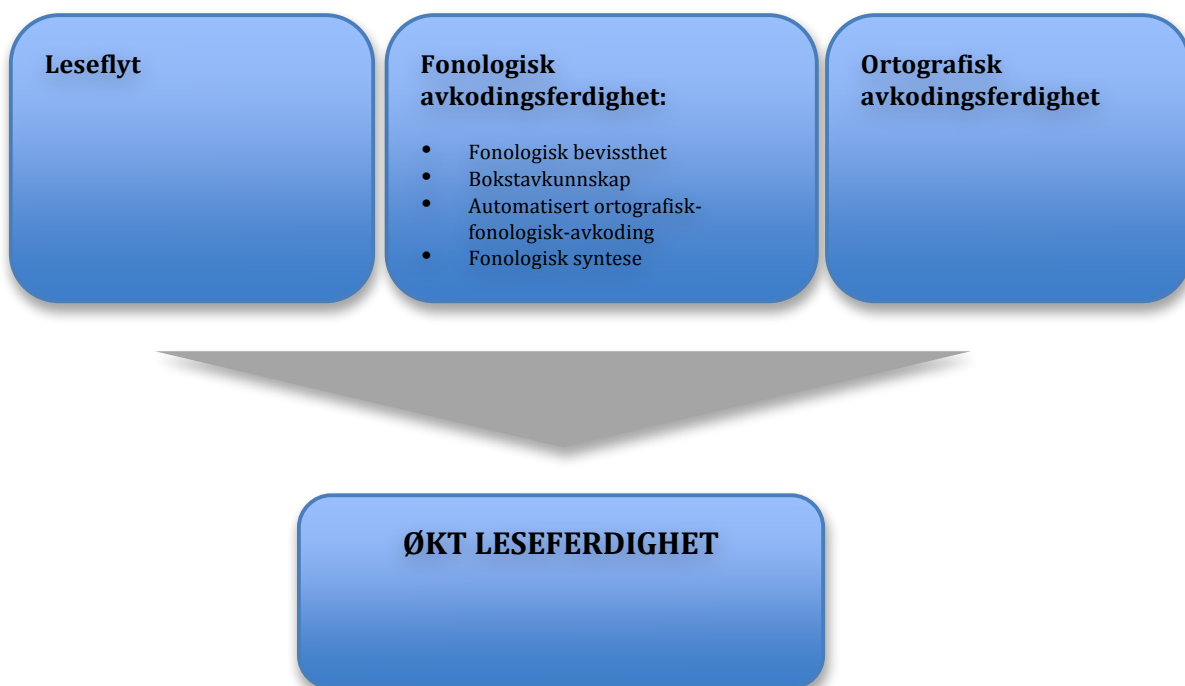 Leseflyt
Fonologisk
avkodingsferdighet:
• Fonologisk bevissthet
• Bokstavkunnskap
• Automatisert ortografisk-
fonologisk-avkoding
• Fonologisk syntese
Ortografisk
avkodingsferdighet
ØKT LESEFERDIGHET